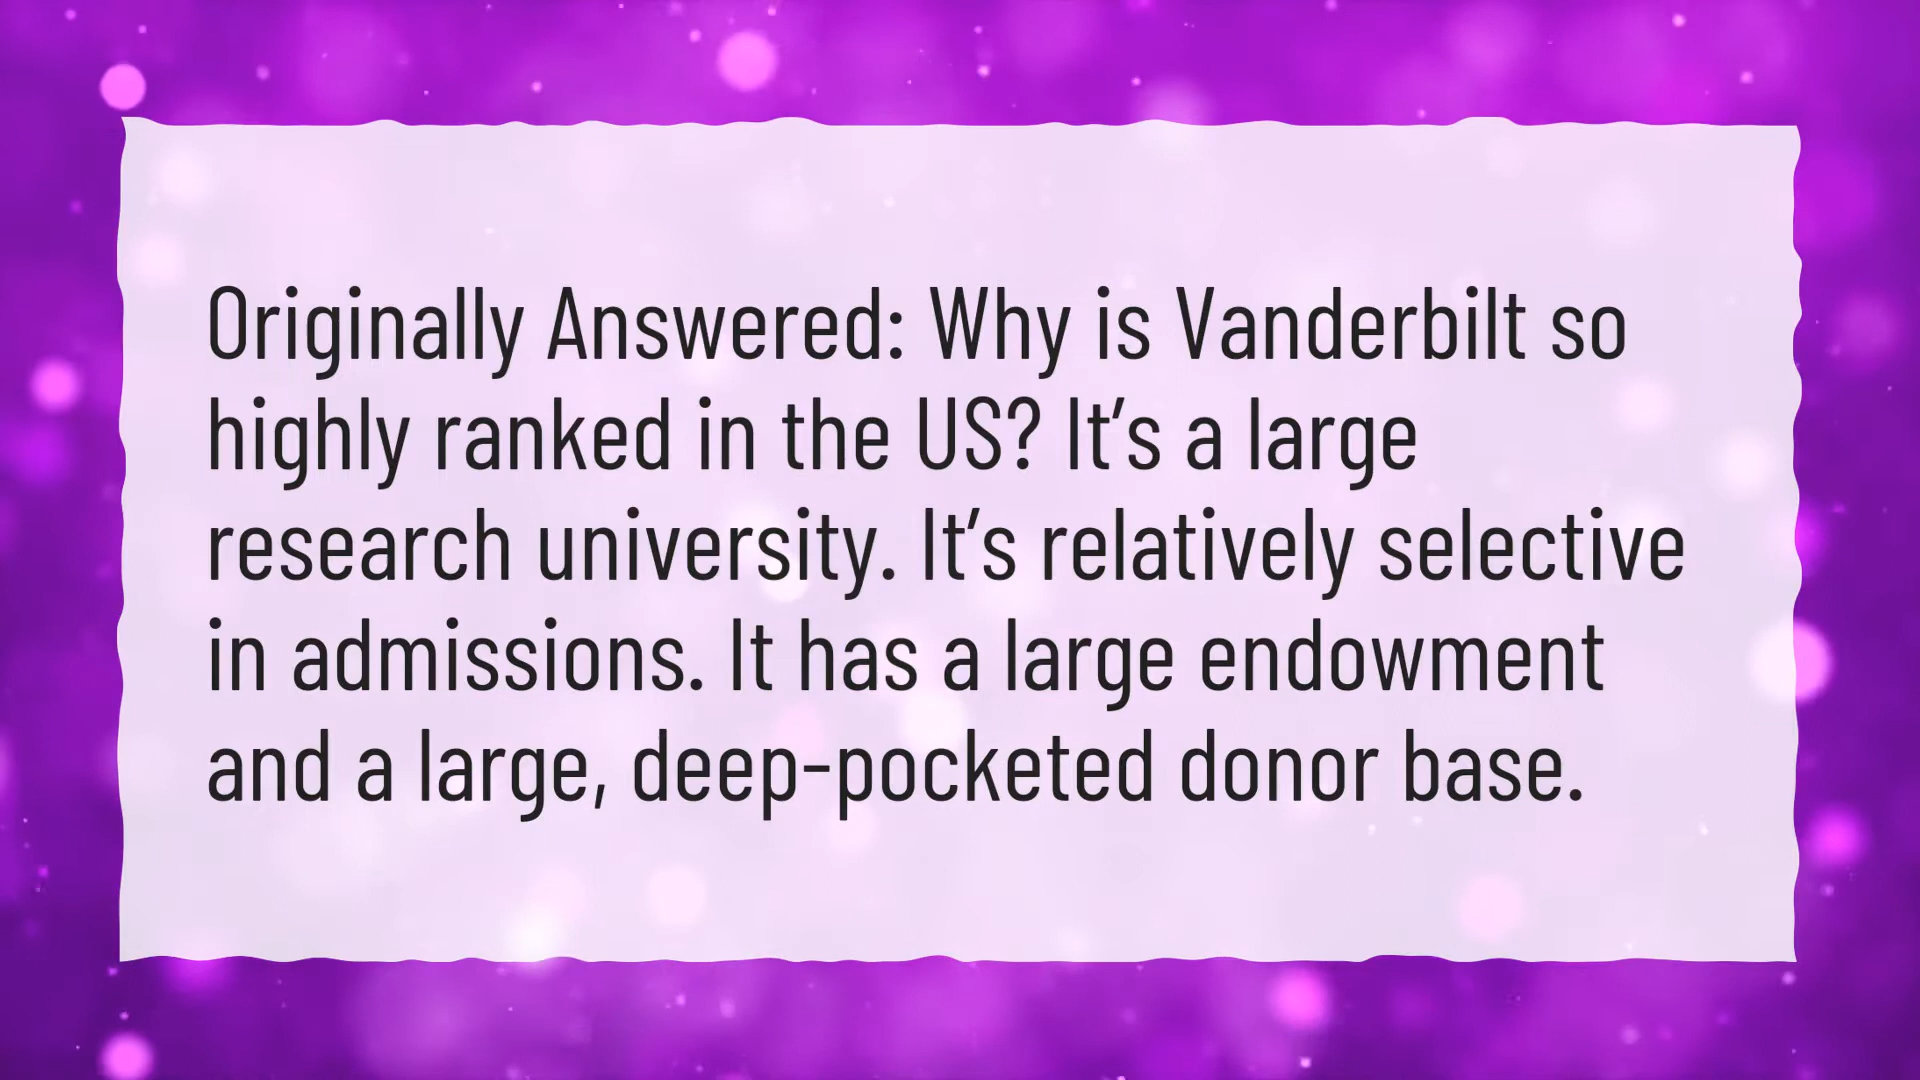 Originally Answered: Why is Vanderbilt so
highly ranked in the US? It’s a large
research university. It’s relatively selective
in admissions. It has a large endowment
and a large, deep-pocketed donor base.